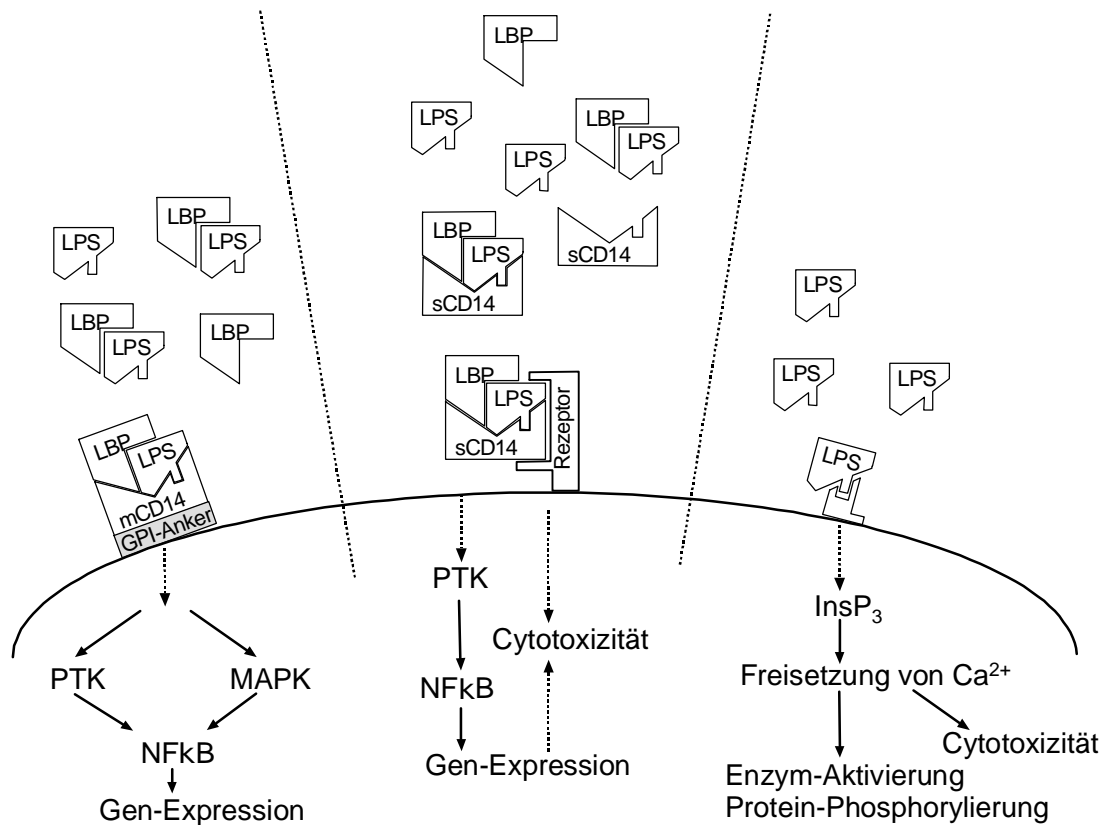 LPS
LBP
LPS
LBP
LPS
LBP
LBP
LPS
mCD14
GPI-Anker
PTK
MAPK
NFkB
Gen-Expression
LBP
LPS
LBP
LPS
LPS
LBP
LPS
sCD14
sCD14
LBP
LPS
sCD14
Rezeptor
PTK
Cytotoxizität
NFkB
Gen-Expression
LPS
LPS
LPS
LPS
InsP₃
Freisetzung von Ca²⁺
Cytotoxizität
Enzym-Aktivierung
Protein-Phosphorylierung